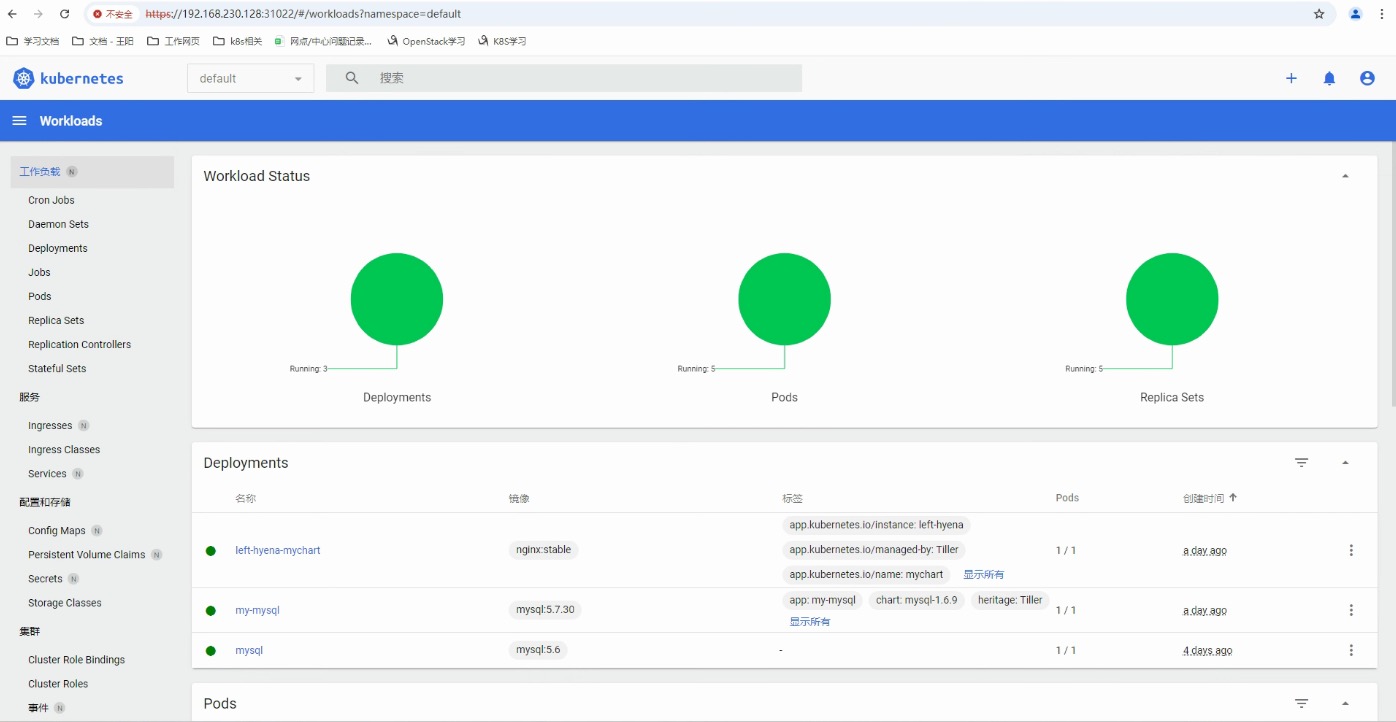 不安全 https://192.168.230.128:31022/#/workloads?namespace=default
学习文档 文档 - 王阳 工作网页 k8s相关 网点/中心问题记录... OpenStack学习 K8S学习
kubernetes default 搜索
Workloads
工作负载 N
Cron Jobs
Daemon Sets
Deployments
Jobs
Pods
Replica Sets
Replication Controllers
Stateful Sets
服务
Ingresses N
Ingress Classes
Services N
配置和存储
Config Maps N
Persistent Volume Claims N
Secrets N
Storage Classes
集群
Cluster Role Bindings
Cluster Roles
事件 N
Workload Status
Running: 3
Deployments
Running: 5
Pods
Running: 5
Replica Sets
Deployments
名称 镜像 标签 Pods 创建时间
left-hyena-mychart nginx:stable app.kubernetes.io/instance: left-hyena
app.kubernetes.io/managed-by: Tiller
app.kubernetes.io/name: mychart 显示所有
1 / 1 a day ago
my-mysql mysql:5.7.30 app: my-mysql chart: mysql-1.6.9 heritage: Tiller
显示所有
1 / 1 a day ago
mysql mysql:5.6 - 1 / 1 4 days ago
Pods